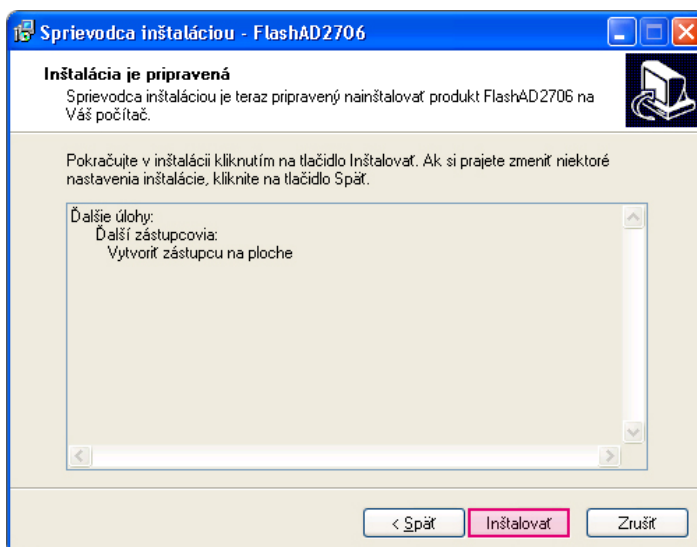 Sprievodca inštaláciou - FlashAD2706
Inštalácia je pripravená
Sprievodca inštaláciou je teraz pripravený nainštalovať produkt FlashAD2706 na
Váš počítač.
Pokračujte v inštalácii kliknutím na tlačidlo Inštalovať. Ak si prajete zmeniť niektoré
nastavenia inštalácie, kliknite na tlačidlo Späť.
Ďalšie úlohy:
Ďalší zástupcovia:
Vytvoriť zástupcu na ploche
< Späť
Inštalovať
Zrušiť